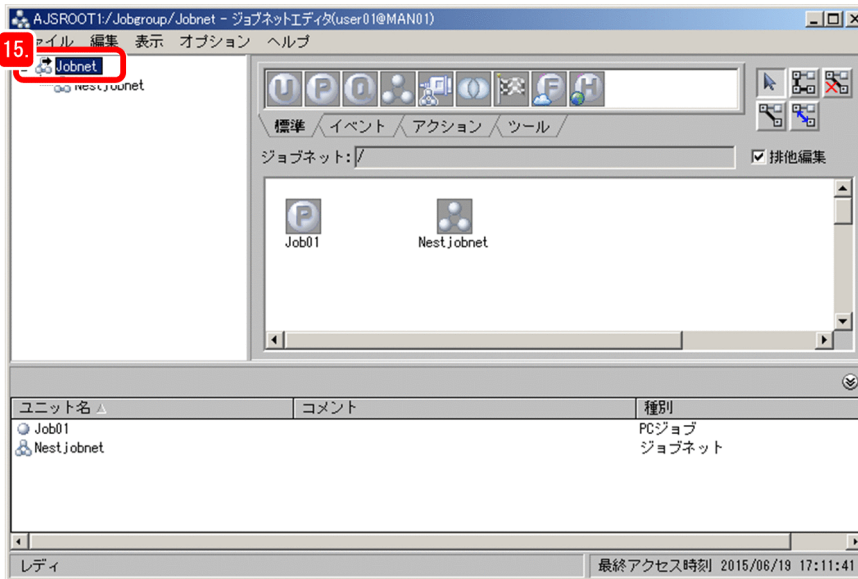 AJSROOT1:/Jobgroup/Jobnet - ジョブネットエディタ(user01@MAN01)
ァイル 編集 表示 オプション ヘルプ
15.
Jobnet
Nestjobnet
U P Q F H
標準 イベント アクション ツール
ジョブネット: / 排他編集
P
Job01 Nestjobnet
ユニット名 コメント 種別
Job01 PCジョブ
Nestjobnet ジョブネット
レディ 最終アクセス時刻 2015/06/19 17:11:41